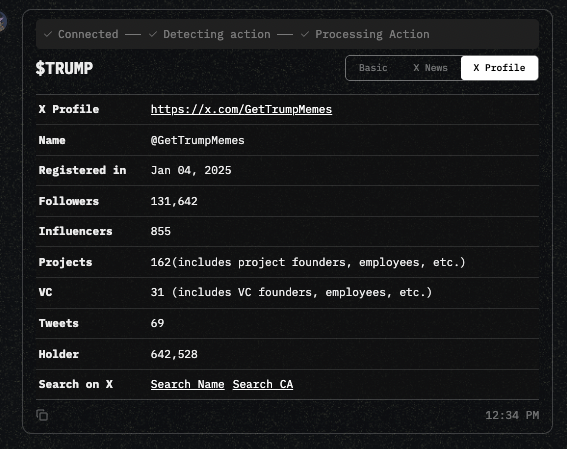 ✓ Connected — ✓ Detecting action — ✓ Processing Action
$TRUMP
Basic X News X Profile
X Profile https://x.com/GetTrumpMemes
Name @GetTrumpMemes
Registered in Jan 04, 2025
Followers 131,642
Influencers 855
Projects 162(includes project founders, employees, etc.)
VC 31 (includes VC founders, employees, etc.)
Tweets 69
Holder 642,528
Search on X Search Name Search CA
12:34 PM